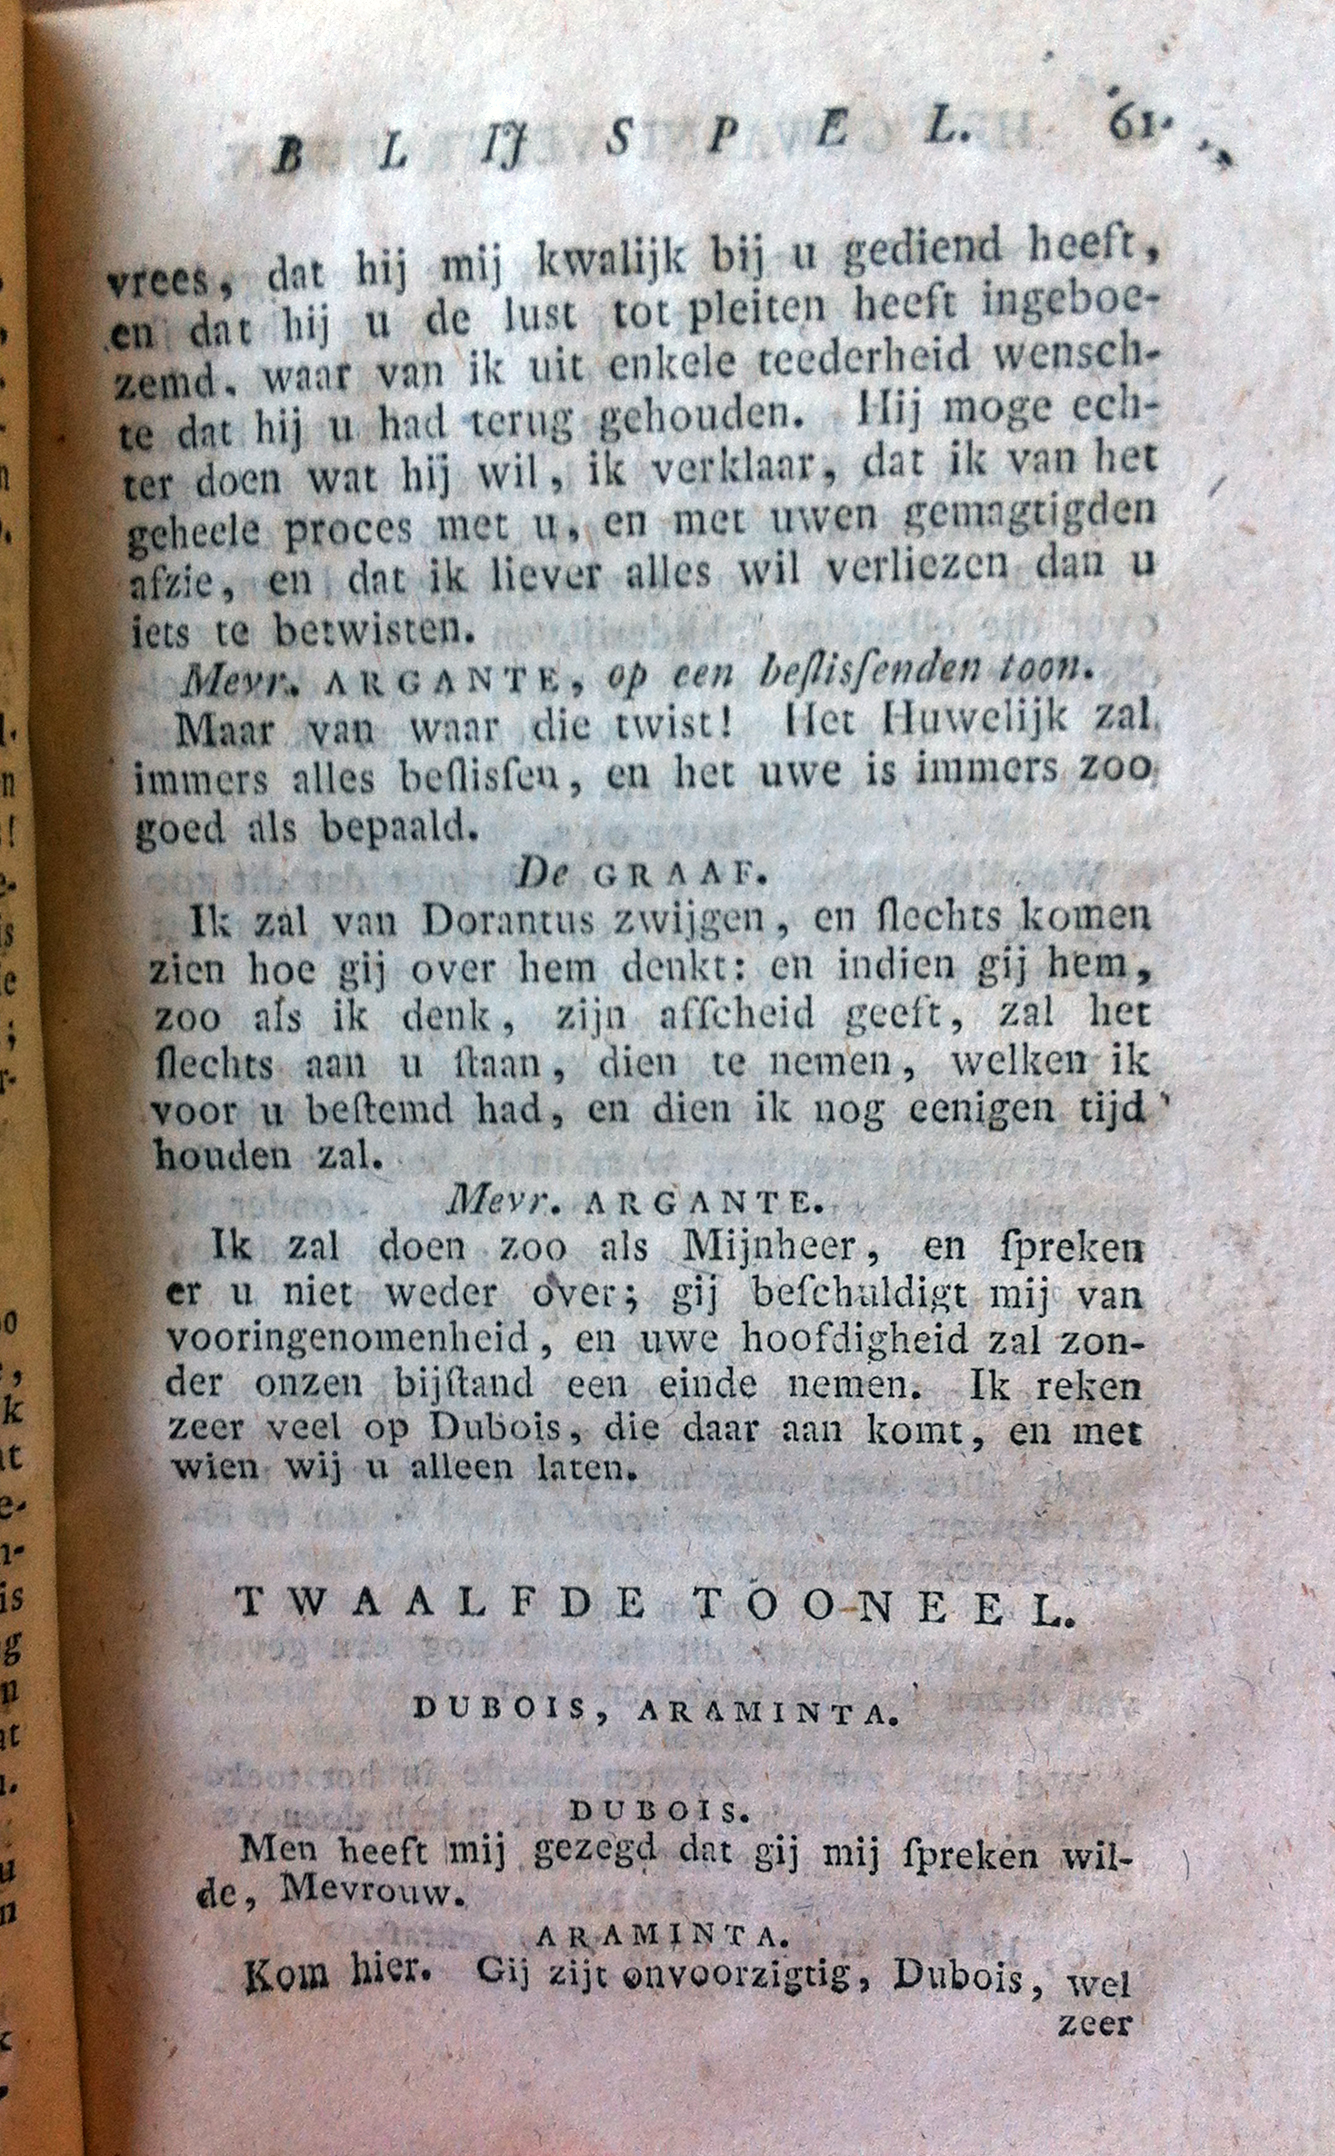 BLIJSPEL. 61.
vrees, dat hij mij kwalijk bij u gediend heeft,
en dat hij u de lust tot pleiten heeft ingeboe-
zemd, waar van ik uit enkele teederheid wensch-
te dat hij u had terug gehouden. Hij moge ech-
ter doen wat hij wil, ik verklaar, dat ik van het
geheele proces met u, en met uwen gemagtigden
afzie, en dat ik liever alles wil verliezen dan u
iets te betwisten.
Mevr. ARGANTE, op een beſlisſenden toon.
Maar van waar die twist! Het Huwelijk zal
immers alles beſlisſen, en het uwe is immers zoo
goed als bepaald.
De GRAAF.
Ik zal van Dorantus zwijgen, en ſlechts komen
zien hoe gij over hem denkt: en indien gij hem,
zoo als ik denk, zijn afſcheid geeft, zal het
ſlechts aan u ſtaan, dien te nemen, welken ik
voor u beſtemd had, en dien ik nog eenigen tijd
houden zal.
Mevr. ARGANTE.
Ik zal doen zoo als Mijnheer, en ſpreken
er u niet weder over; gij beſchuldigt mij van
vooringenomenheid, en uwe hoofdigheid zal zon-
der onzen bijſtand een einde nemen. Ik reken
zeer veel op Dubois, die daar aan komt, en met
wien wij u alleen laten.
TWAALFDE TOONEEL.
DUBOIS, ARAMINTA.
DUBOIS.
Men heeft mij gezegd dat gij mij ſpreken wil-
de, Mevrouw.
ARAMINTA.
Kom hier. Gij zijt onvoorzigtig, Dubois, wel
zeer